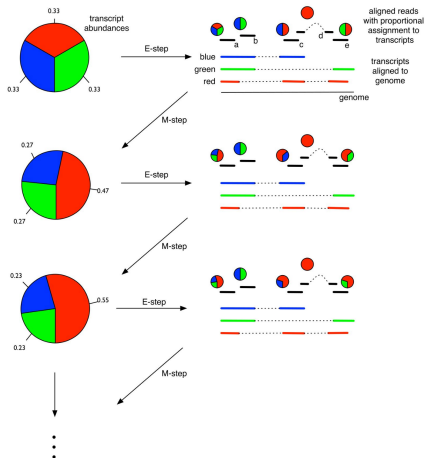 0.33
transcript
abundances
0.33
0.33
E-step
a
b
c
d
e
aligned reads
with proportional
assignment to
transcripts
blue
green
red
transcripts
aligned to
genome
genome
M-step
0.27
0.47
0.27
E-step
M-step
0.23
0.55
0.23
E-step
M-step